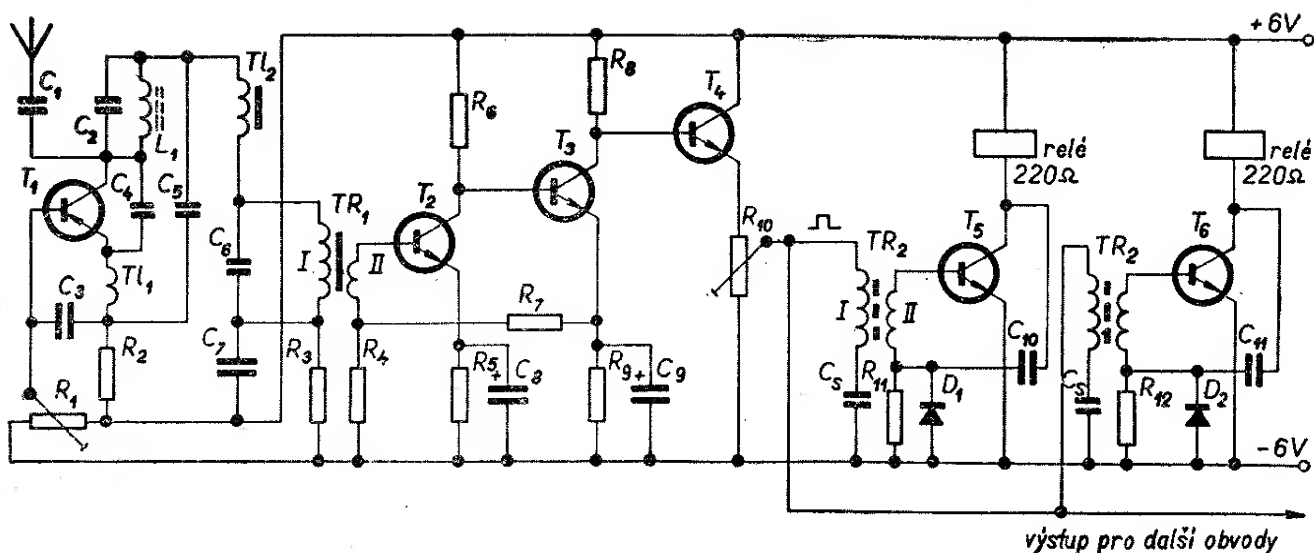 C₁
C₂
L₁
Tl₂
T₁
C₄
C₅
Tl₁
C₃
R₂
R₁
C₆
C₇
TR₁
I
II
R₃
R₄
R₆
T₂
R₇
R₅
+
C₈
R₈
T₃
R₉
+
C₉
T₄
R₁₀
TR₂
I
II
T₅
relé
220Ω
C₁₀
Cₛ
R₁₁
D₁
+6V
TR₂
T₆
relé
220Ω
C₁₁
Cₛ
R₁₂
D₂
-6V
výstup pro další obvody